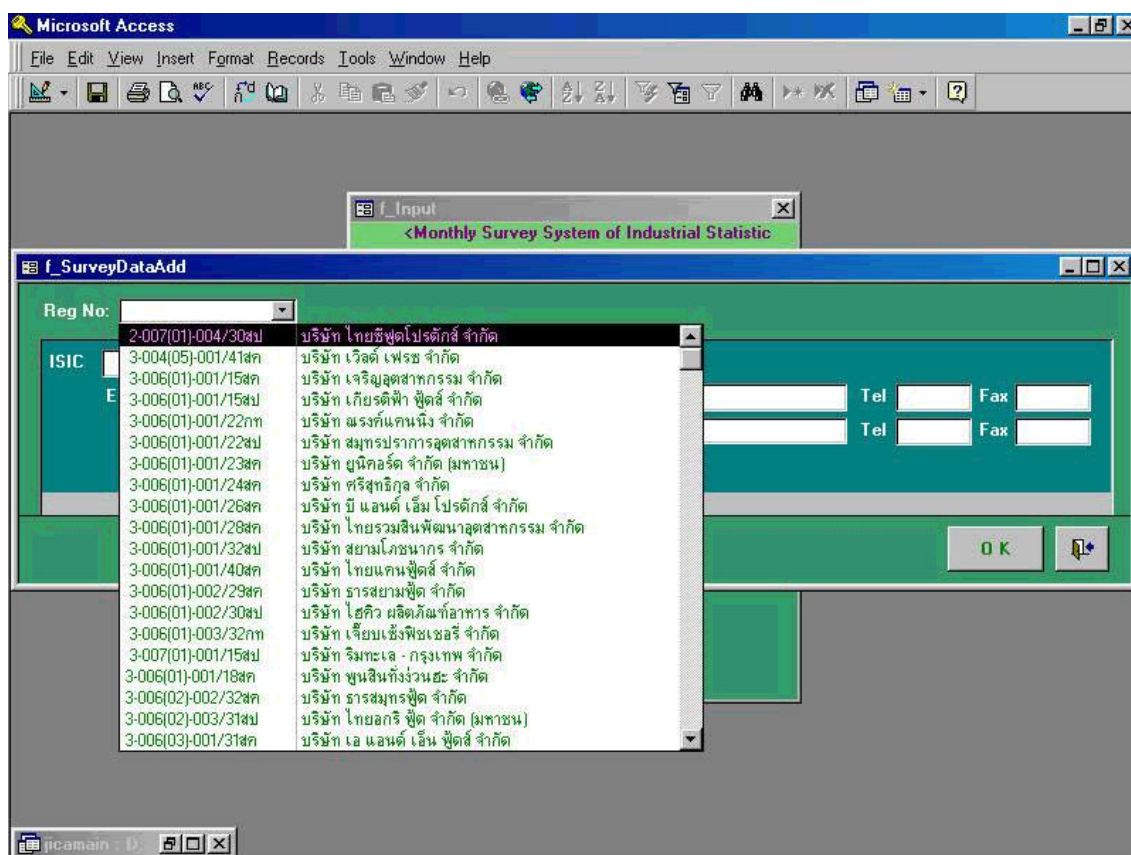 Microsoft Access
File Edit View Insert Format Records Tools Window Help
f_Input
<Monthly Survey System of Industrial Statistic
f_SurveyDataAdd
Reg No:
2-007(01)-004/30สป บริษัท ไทยซีฟูดโปรดักส์ จำกัด
3-004(05)-001/41สค บริษัท เวิลด์ เฟรช จำกัด
3-006(01)-001/15สค บริษัท เจริญอุตสาหกรรม จำกัด
3-006(01)-001/15สป บริษัท เกียรติฟ้า ฟู้ดส์ จำกัด
3-006(01)-001/22กท บริษัท ณรงค์แคนนิ่ง จำกัด
3-006(01)-001/22สป บริษัท สมุทรปราการอุตสาหกรรม จำกัด
3-006(01)-001/23สค บริษัท ยูนิคอร์ด จำกัด (มหาชน)
3-006(01)-001/24สค บริษัท ศรีสุทธิกุล จำกัด
3-006(01)-001/26สค บริษัท บี แอนด์ เอ็ม โปรดักส์ จำกัด
3-006(01)-001/28สค บริษัท ไทยรวมสินพัฒนาอุตสาหกรรม จำกัด
3-006(01)-001/32สป บริษัท สยามโภชนากร จำกัด
3-006(01)-001/40สค บริษัท ไทยแคนฟู้ดส์ จำกัด
3-006(01)-002/29สค บริษัท ธารสยามฟู้ด จำกัด
3-006(01)-002/30สป บริษัท ไฮคิว ผลิตภัณฑ์อาหาร จำกัด
3-006(01)-003/32กท บริษัท เจี๊ยบเซ้งฟิชเชอรี่ จำกัด
3-007(01)-001/15สป บริษัท ริมทะเล - กรุงเทพ จำกัด
3-006(01)-001/18สค บริษัท พูนสินทั่งง่วนฮะ จำกัด
3-006(02)-002/32สค บริษัท ธารสมุทรฟู้ด จำกัด
3-006(02)-003/31สป บริษัท ไทยอกริ ฟู้ด จำกัด (มหาชน)
3-006(03)-001/31สค บริษัท เอ แอนด์ เอ็น ฟู้ดส์ จำกัด
ISIC
E
Tel Fax
Tel Fax
O K
jicamain : D